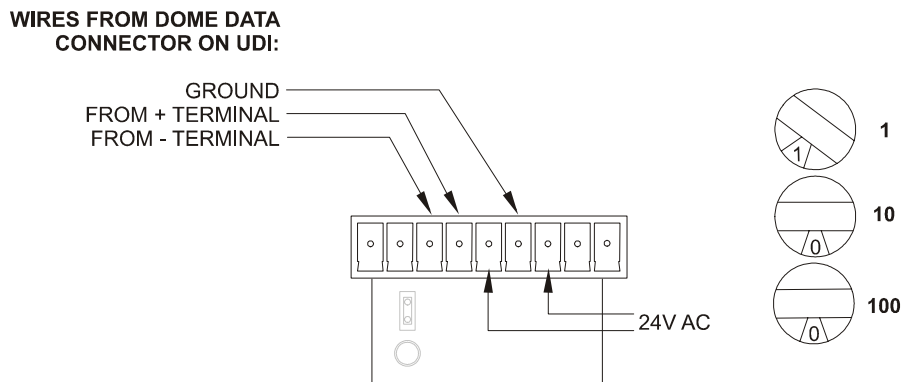 WIRES FROM DOME DATA
CONNECTOR ON UDI:
GROUND
FROM + TERMINAL
FROM - TERMINAL
24V AC
1
1
0
10
0
100